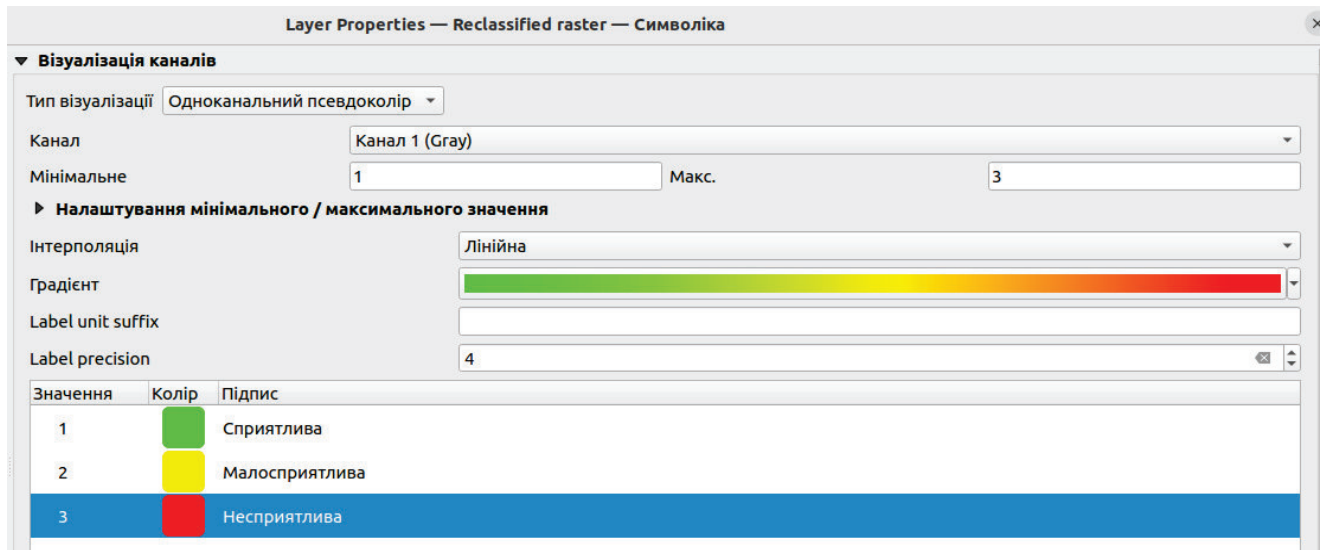 Layer Properties — Reclassified raster — Символіка
Візуалізація каналів
Тип візуалізації Одноканальний псевдоколір
Канал Канал 1 (Gray)
Мінімальне 1 Макс. 3
Налаштування мінімального / максимального значення
Інтерполяція Лінійна
Градієнт
Label unit suffix
Label precision 4
Значення Колір Підпис
1 Сприятлива
2 Малосприятлива
3 Несприятлива